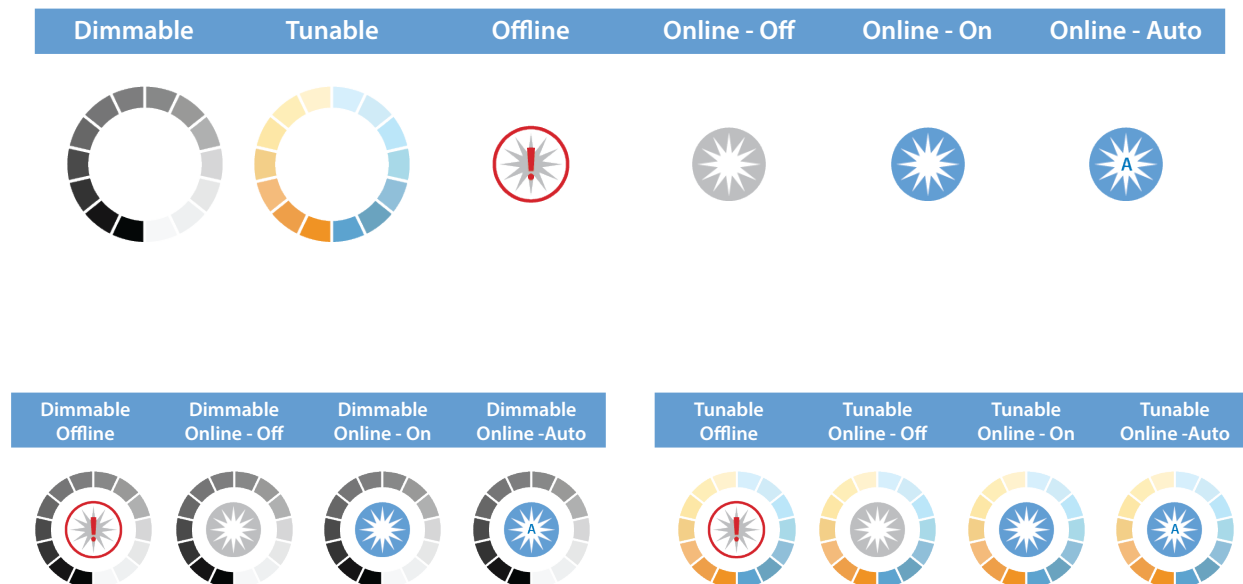 Dimmable Tunable Offline Online - Off Online - On Online - Auto
!
A
Dimmable Dimmable Dimmable Dimmable
Offline Online - Off Online - On Online -Auto
Tunable Tunable Tunable Tunable
Offline Online - Off Online - On Online -Auto
!
A
!
A